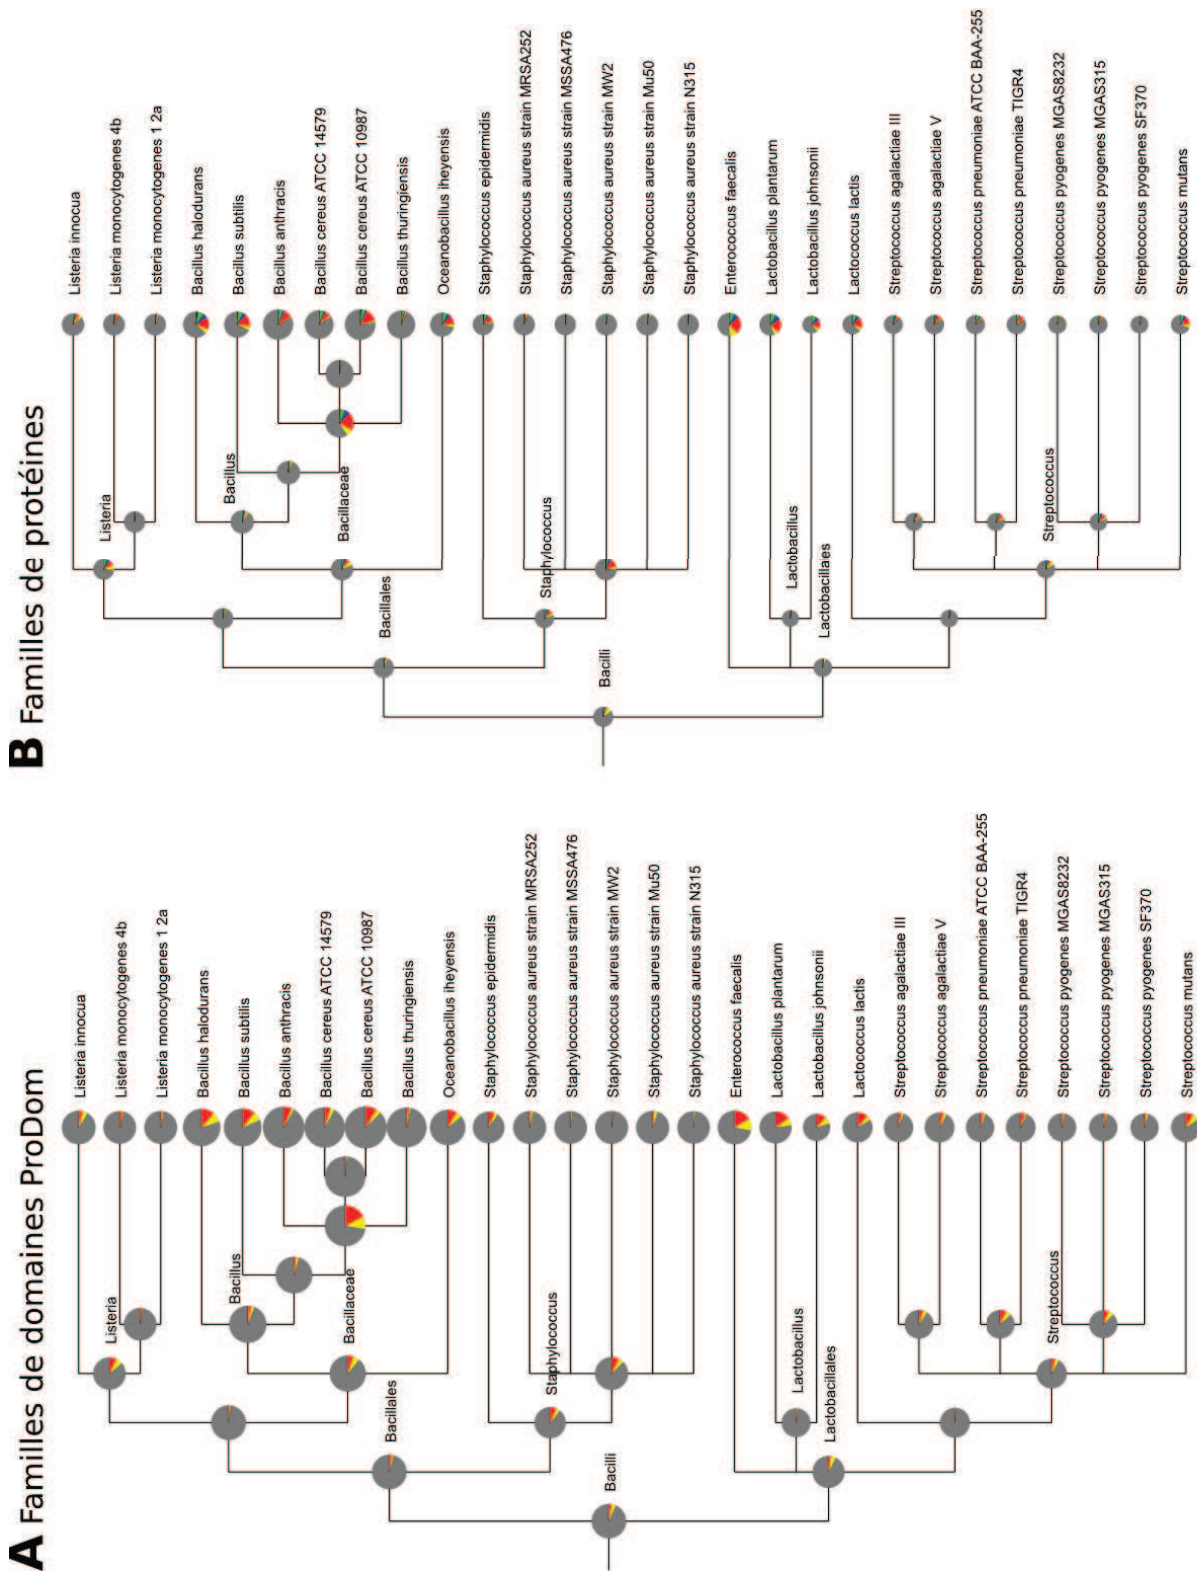 A Familles de domaines ProDom
Listeria innocua
Listeria monocytogenes 4b
Listeria monocytogenes 1 2a
Bacillus halodurans
Bacillus subtilis
Bacillus anthracis
Bacillus cereus ATCC 14579
Bacillus cereus ATCC 10987
Bacillus thuringiensis
Oceanobacillus iheyensis
Staphylococcus epidermidis
Staphylococcus aureus strain MRSA252
Staphylococcus aureus strain MSSA476
Staphylococcus aureus strain MW2
Staphylococcus aureus strain Mu50
Staphylococcus aureus strain N315
Enterococcus faecalis
Lactobacillus plantarum
Lactobacillus johnsonii
Lactococcus lactis
Streptococcus agalactiae III
Streptococcus agalactiae V
Streptococcus pneumoniae ATCC BAA-255
Streptococcus pneumoniae TIGR4
Streptococcus pyogenes MGAS8232
Streptococcus pyogenes MGAS315
Streptococcus pyogenes SF370
Streptococcus mutans
Listeria
Bacillus
Bacillaceae
Bacillales
Staphylococcus
Bacilli
Lactobacillus
Lactobacillales
Streptococcus
B Familles de protéines
Listeria innocua
Listeria monocytogenes 4b
Listeria monocytogenes 1 2a
Bacillus halodurans
Bacillus subtilis
Bacillus anthracis
Bacillus cereus ATCC 14579
Bacillus cereus ATCC 10987
Bacillus thuringiensis
Oceanobacillus iheyensis
Staphylococcus epidermidis
Staphylococcus aureus strain MRSA252
Staphylococcus aureus strain MSSA476
Staphylococcus aureus strain MW2
Staphylococcus aureus strain Mu50
Staphylococcus aureus strain N315
Enterococcus faecalis
Lactobacillus plantarum
Lactobacillus johnsonii
Lactococcus lactis
Streptococcus agalactiae III
Streptococcus agalactiae V
Streptococcus pneumoniae ATCC BAA-255
Streptococcus pneumoniae TIGR4
Streptococcus pyogenes MGAS8232
Streptococcus pyogenes MGAS315
Streptococcus pyogenes SF370
Streptococcus mutans
Listeria
Bacillus
Bacillaceae
Bacillales
Staphylococcus
Bacilli
Lactobacillus
Lactobacillaes
Streptococcus